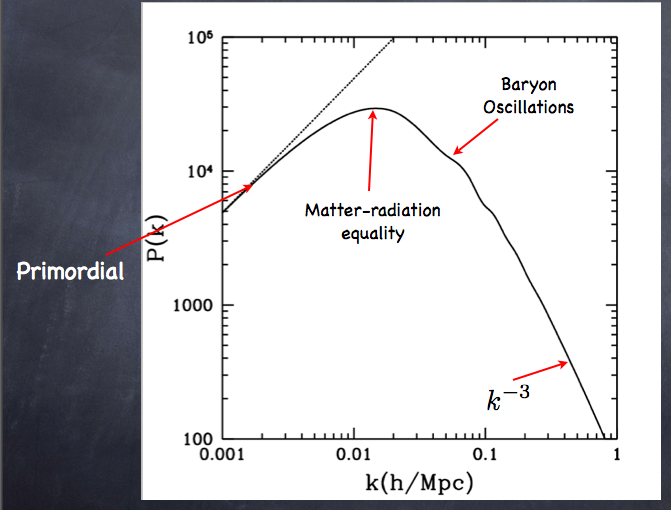 10⁵
Baryon
Oscillations
10⁴
Matter-radiation
equality
P(k)
Primordial
1000
k⁻³
100
0.001
0.01
0.1
1
k(h/Mpc)